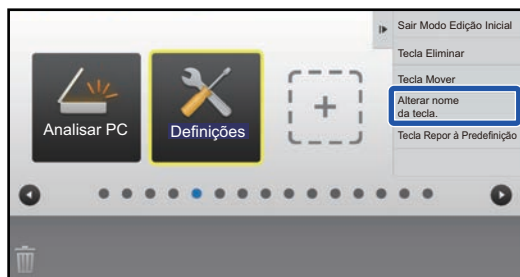 Sair Modo Edição Inicial
Tecla Eliminar
Tecla Mover
Alterar nome
da tecla.
Tecla Repor à Predefinição
Analisar PC
Definições